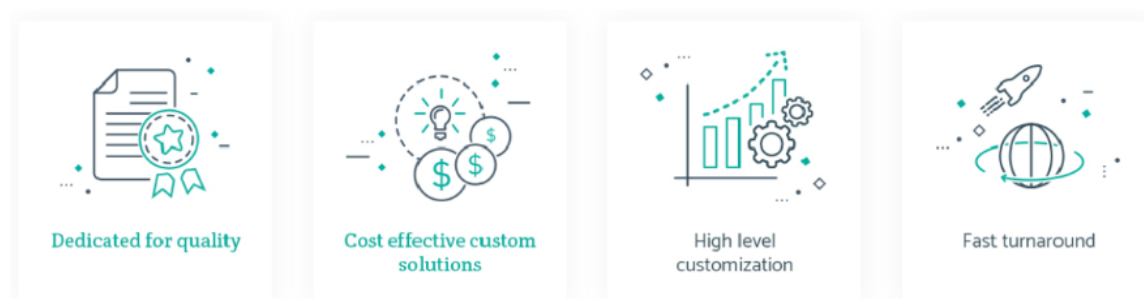 $
$
$
Dedicated for quality
Cost effective custom
solutions
High level
customization
Fast turnaround